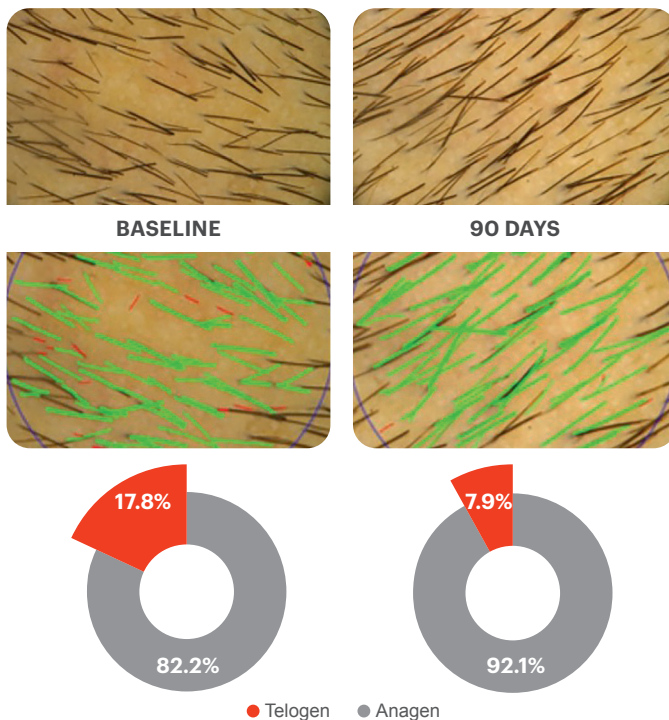 BASELINE
90 DAYS
17.8%
7.9%
82.2%
92.1%
Telogen
Anagen